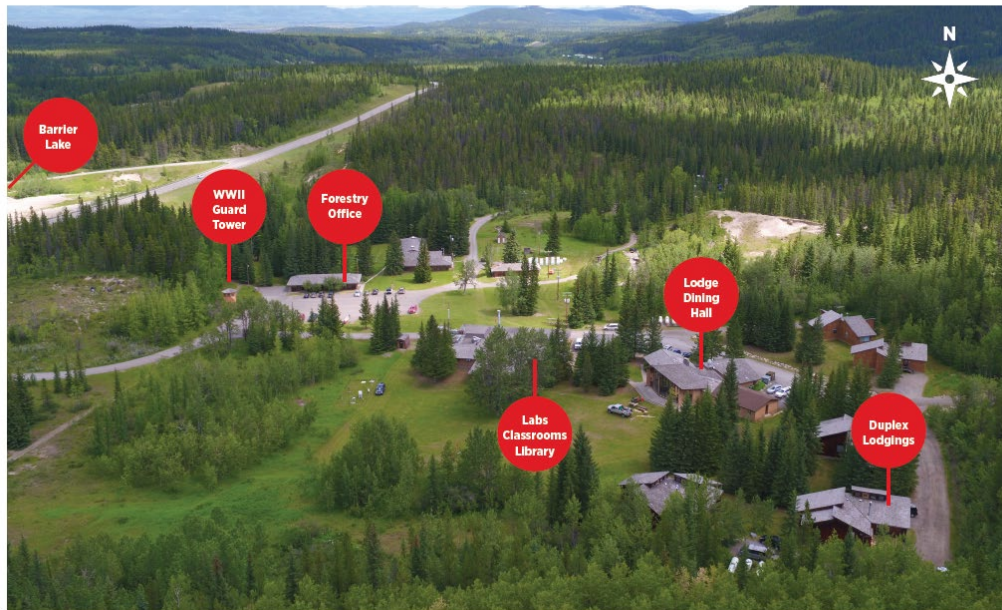 N
Barrier
Lake
WWII
Guard
Tower
Forestry
Office
Lodge
Dining
Hall
Labs
Classrooms
Library
Duplex
Lodgings